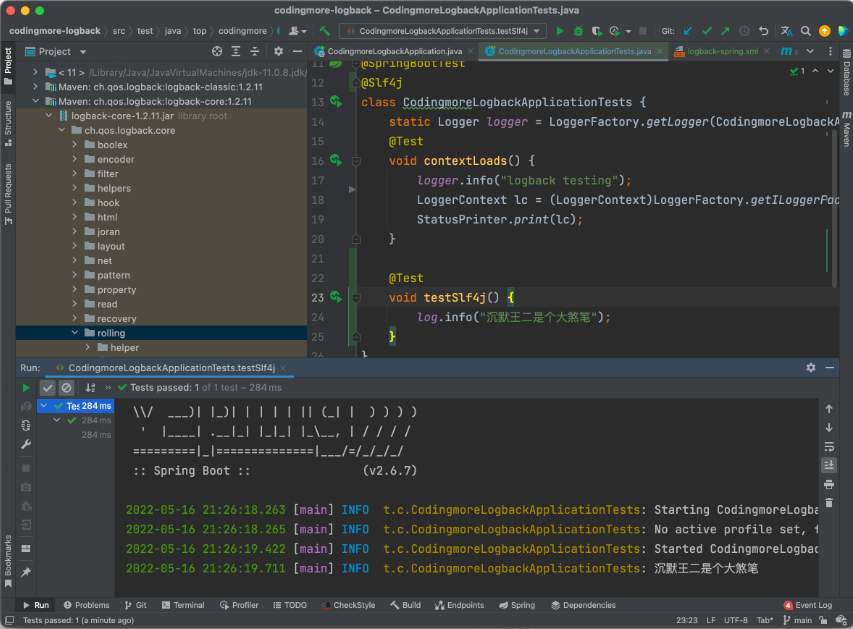 codingmore-logback – CodingmoreLogbackApplicationTests.java
codingmore-logback › src › test › java › top › codingmore
CodingmoreLogbackApplicationTests.testSlf4j
Git:
Project
CodingmoreLogbackApplication.java
CodingmoreLogbackApplicationTests.java
logback-spring.xml
Project
Structure
Pull Requests
Bookmarks
Database
Maven
< 11 > /Library/Java/JavaVirtualMachines/jdk-11.0.8.jdk/
Maven: ch.qos.logback:logback-classic:1.2.11
Maven: ch.qos.logback:logback-core:1.2.11
logback-core-1.2.11.jar library root
ch.qos.logback.core
boolex
encoder
filter
helpers
hook
html
joran
layout
net
pattern
property
read
recovery
rolling
helper
11 @SpringBootTest
12 @Slf4j
13 class CodingmoreLogbackApplicationTests {
14 static Logger logger = LoggerFactory.getLogger(CodingmoreLogbackA
15 @Test
16 void contextLoads() {
17 logger.info("logback testing");
18 LoggerContext lc = (LoggerContext)LoggerFactory.getILoggerFac
19 StatusPrinter.print(lc);
20 }
21
22 @Test
23 void testSlf4j() {
24 log.info("沉默王二是个大煞笔");
25 }
26 }
1
Run: CodingmoreLogbackApplicationTests.testSlf4j
Tests passed: 1 of 1 test – 284 ms
Tes 284 ms
284 ms
284 ms
\\/  ___)| |_)| | | | | || (_| |  ) ) ) )
'  |____| .__|_| |_|_| |_\__, | / / / /
=========|_|==============|___/=/_/_/_/
:: Spring Boot :: (v2.6.7)
2022-05-16 21:26:18.263 [main] INFO t.c.CodingmoreLogbackApplicationTests: Starting CodingmoreLogb
2022-05-16 21:26:18.265 [main] INFO t.c.CodingmoreLogbackApplicationTests: No active profile set, f
2022-05-16 21:26:19.422 [main] INFO t.c.CodingmoreLogbackApplicationTests: Started CodingmoreLogba
2022-05-16 21:26:19.711 [main] INFO t.c.CodingmoreLogbackApplicationTests: 沉默王二是个大煞笔
Run Problems Git Terminal Profiler TODO CheckStyle Build Endpoints Spring Dependencies 4 Event Log
Tests passed: 1 (a minute ago) 23:23 LF UTF-8 Tab* main